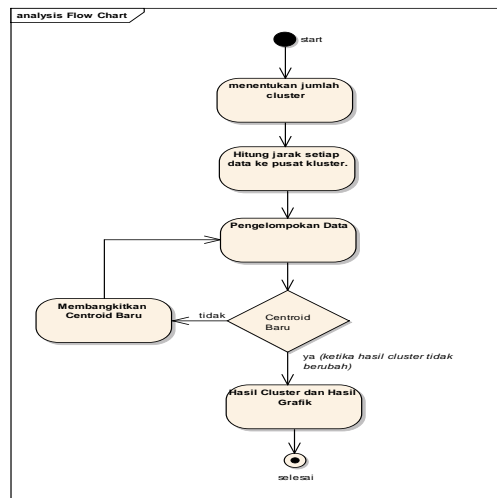 analysis Flow Chart
start
menentukan jumlah
cluster
Hitung jarak setiap
data ke pusat kluster.
Pengelompokan Data
Membangkitkan
Centroid Baru
tidak
Centroid
Baru
ya (ketika hasil cluster tidak
berubah)
Hasil Cluster dan Hasil
Grafik
selesai